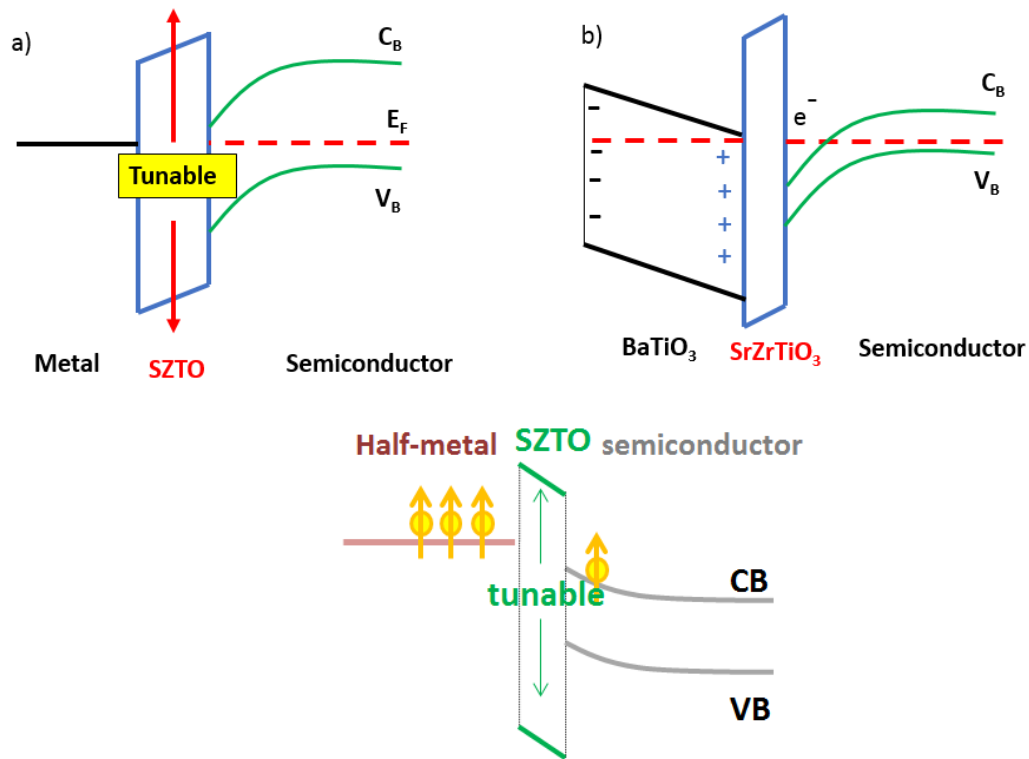 a)
C_B
E_F
Tunable
V_B
Metal SZTO Semiconductor
b)
e⁻
C_B
V_B
- - - -
+ + + +
BaTiO₃ SrZrTiO₃ Semiconductor
Half-metal SZTO semiconductor
tunable
CB
VB